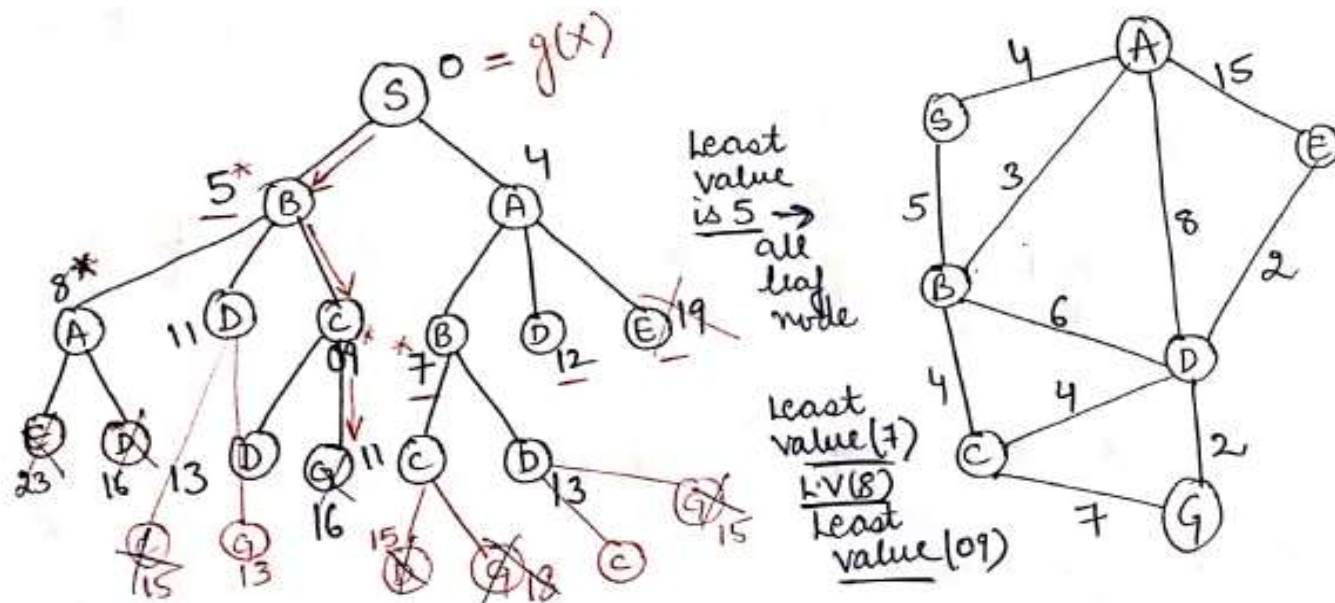 S 0 = g(x)
5* B
4 A
8* A
11 D
C 09*
*7 B
D 12
E 19
E 23
D 16
13 D
G 11
16
C
D 13
15
G 13
15 D
G 18
C
G 15
Least
value
is 5 →
all
leaf
node
Least
value(7)
L·V(8)
Least
value(09)
4 A 15
S E
5 3 8 2
B 6
4 4 D
C 2
7 G